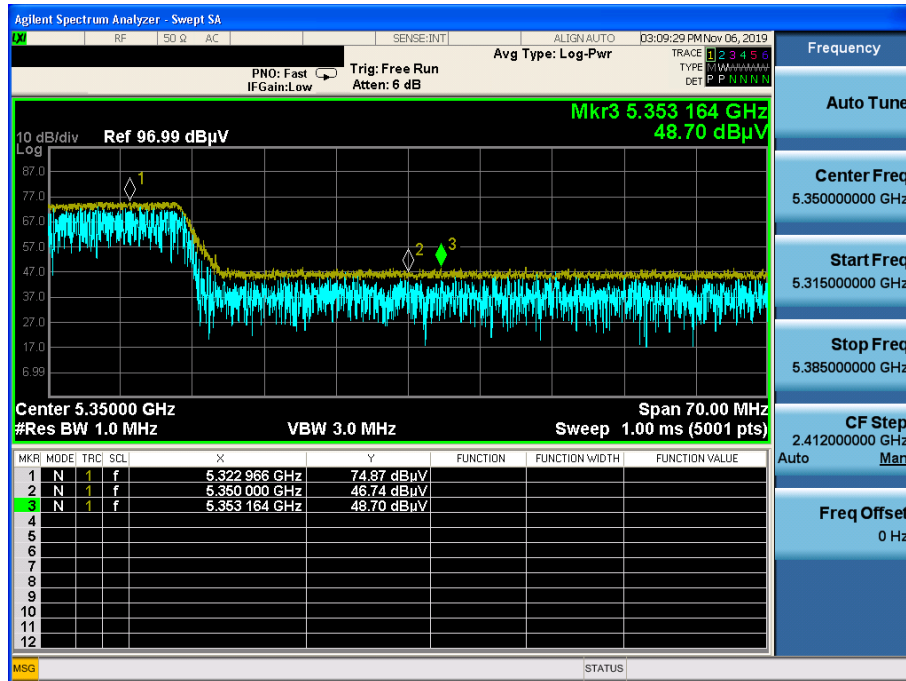 Agilent Spectrum Analyzer - Swept SA
LXI RF 50 Ω AC SENSE:INT ALIGN AUTO 03:09:29 PM Nov 06, 2019
Avg Type: Log-Pwr TRACE 1 2 3 4 5 6
PNO: Fast Trig: Free Run TYPE M W W W W W
IFGain:Low Atten: 6 dB DET P P N N N N
Mkr3 5.353 164 GHz
10 dB/div Ref 96.99 dBµV 48.70 dBµV
Log
87.0
77.0
67.0
57.0
47.0
37.0
27.0
17.0
6.99
1
2
3
Center 5.35000 GHz Span 70.00 MHz
#Res BW 1.0 MHz VBW 3.0 MHz Sweep 1.00 ms (5001 pts)
MKR MODE TRC SCL X Y FUNCTION FUNCTION WIDTH FUNCTION VALUE
1 N 1 f 5.322 966 GHz 74.87 dBµV
2 N 1 f 5.350 000 GHz 46.74 dBµV
3 N 1 f 5.353 164 GHz 48.70 dBµV
4
5
6
7
8
9
10
11
12
MSG STATUS
Frequency
Auto Tune
Center Freq
5.350000000 GHz
Start Freq
5.315000000 GHz
Stop Freq
5.385000000 GHz
CF Step
2.412000000 GHz
Auto Man
Freq Offset
0 Hz